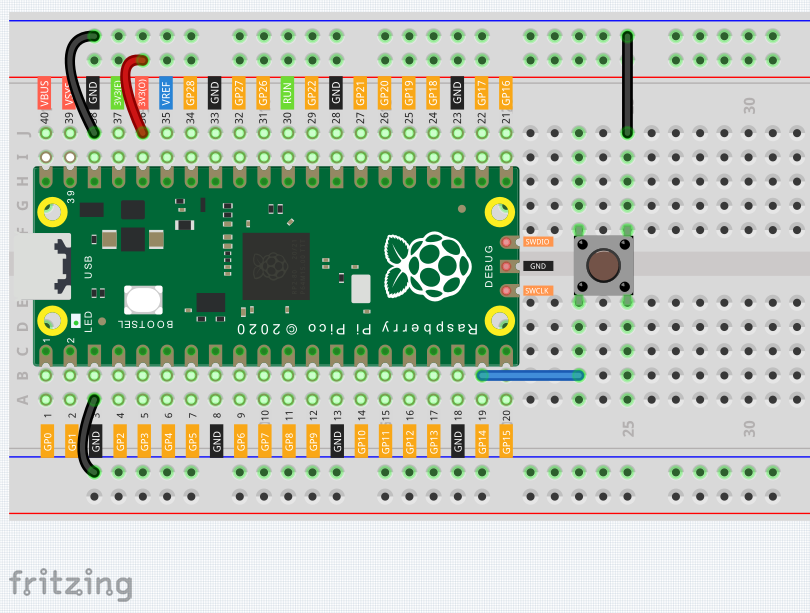 VBUS
VSYS
GND
3V3(E)
3V3(O)
VREF
GP28
GND
GP27
GP26
RUN
GP22
GND
GP21
GP20
GP19
GP18
GND
GP17
GP16
40 39 38 37 36 35 34 33 32 31 30 29 28 27 26 25 24 23 22 21
30
J
I
H
G
F
39
USB
DEBUG
SWDIO
GND
SWCLK
BOOTSEL
LED
1
2
Raspberry Pi Pico © 2020
E
D
C
B
A
1 2 3 4 5 6 7 8 9 10 11 12 13 14 15 16 17 18 19 20
25
30
GP0
GP1
GND
GP2
GP3
GP4
GP5
GND
GP6
GP7
GP8
GP9
GND
GP10
GP11
GP12
GP13
GND
GP14
GP15
fritzing